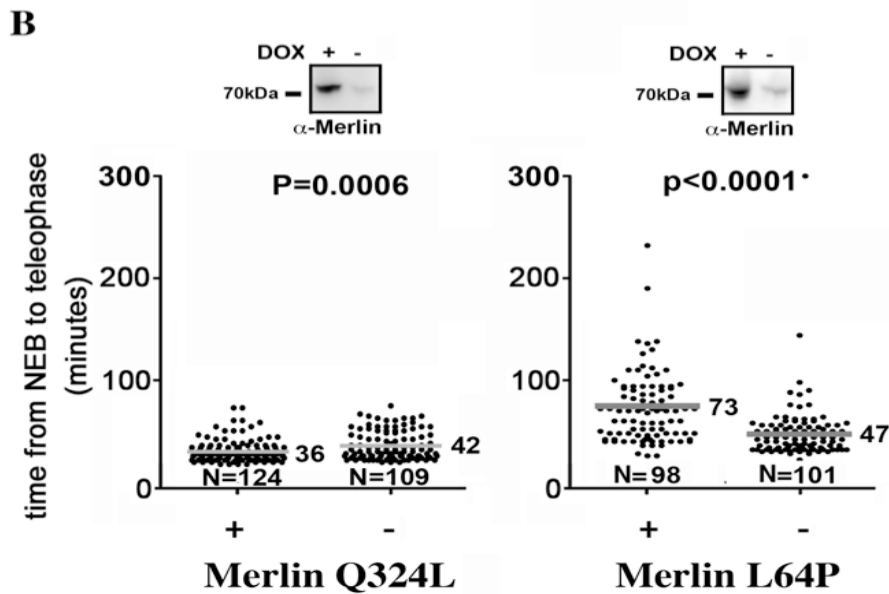 B
DOX + -
70kDa
α-Merlin
DOX + -
70kDa
α-Merlin
time from NEB to teleophase
(minutes)
300
200
100
0
P=0.0006
36
42
N=124
N=109
+ -
Merlin Q324L
300
200
100
0
p<0.0001
73
47
N=98
N=101
+ -
Merlin L64P